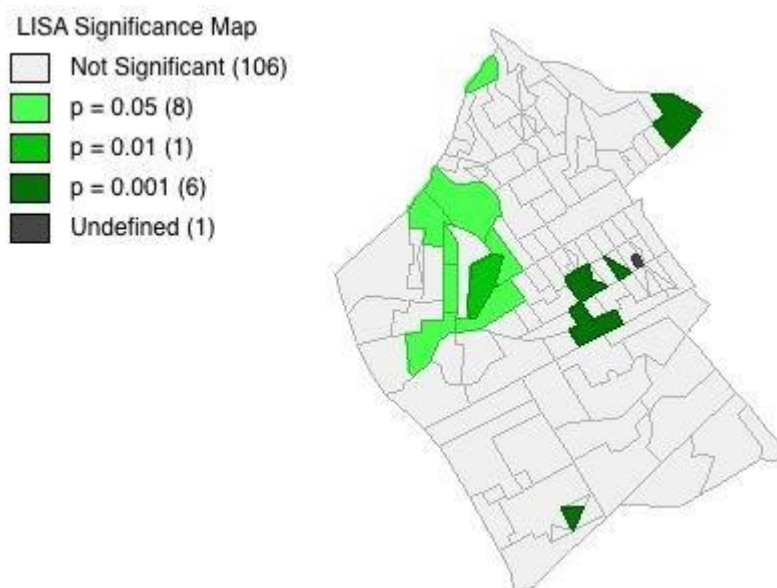 LISA Significance Map
Not Significant (106)
p = 0.05 (8)
p = 0.01 (1)
p = 0.001 (6)
Undefined (1)